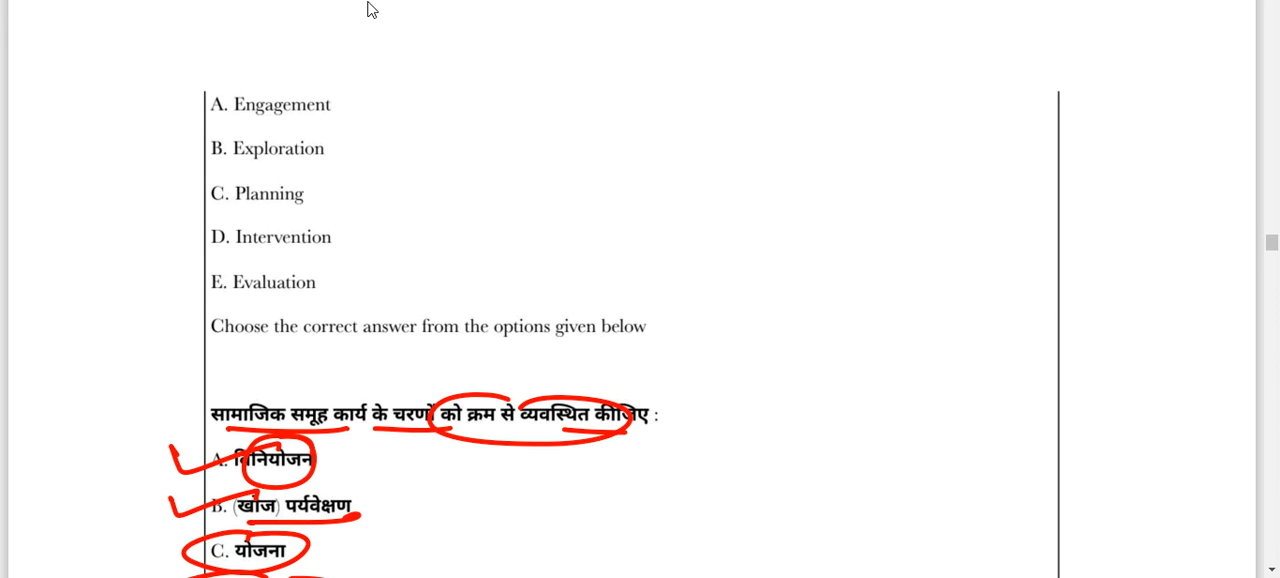 A. Engagement
B. Exploration
C. Planning
D. Intervention
E. Evaluation
Choose the correct answer from the options given below
सामाजिक समूह कार्य के चरणों को क्रम से व्यवस्थित कीजिए :
A. विनियोजन
B. (खोज) पर्यवेक्षण
C. योजना